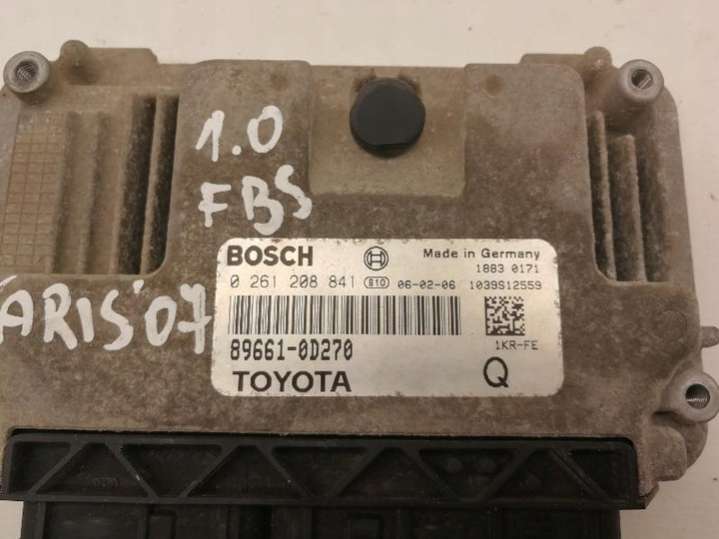 1.0
FBS
ARIS'07
BOSCH Made in Germany
1883 0171
0 261 208 841 810 06-02-06 1039S12559
89661-0D270 1KR-FE
TOYOTA Q